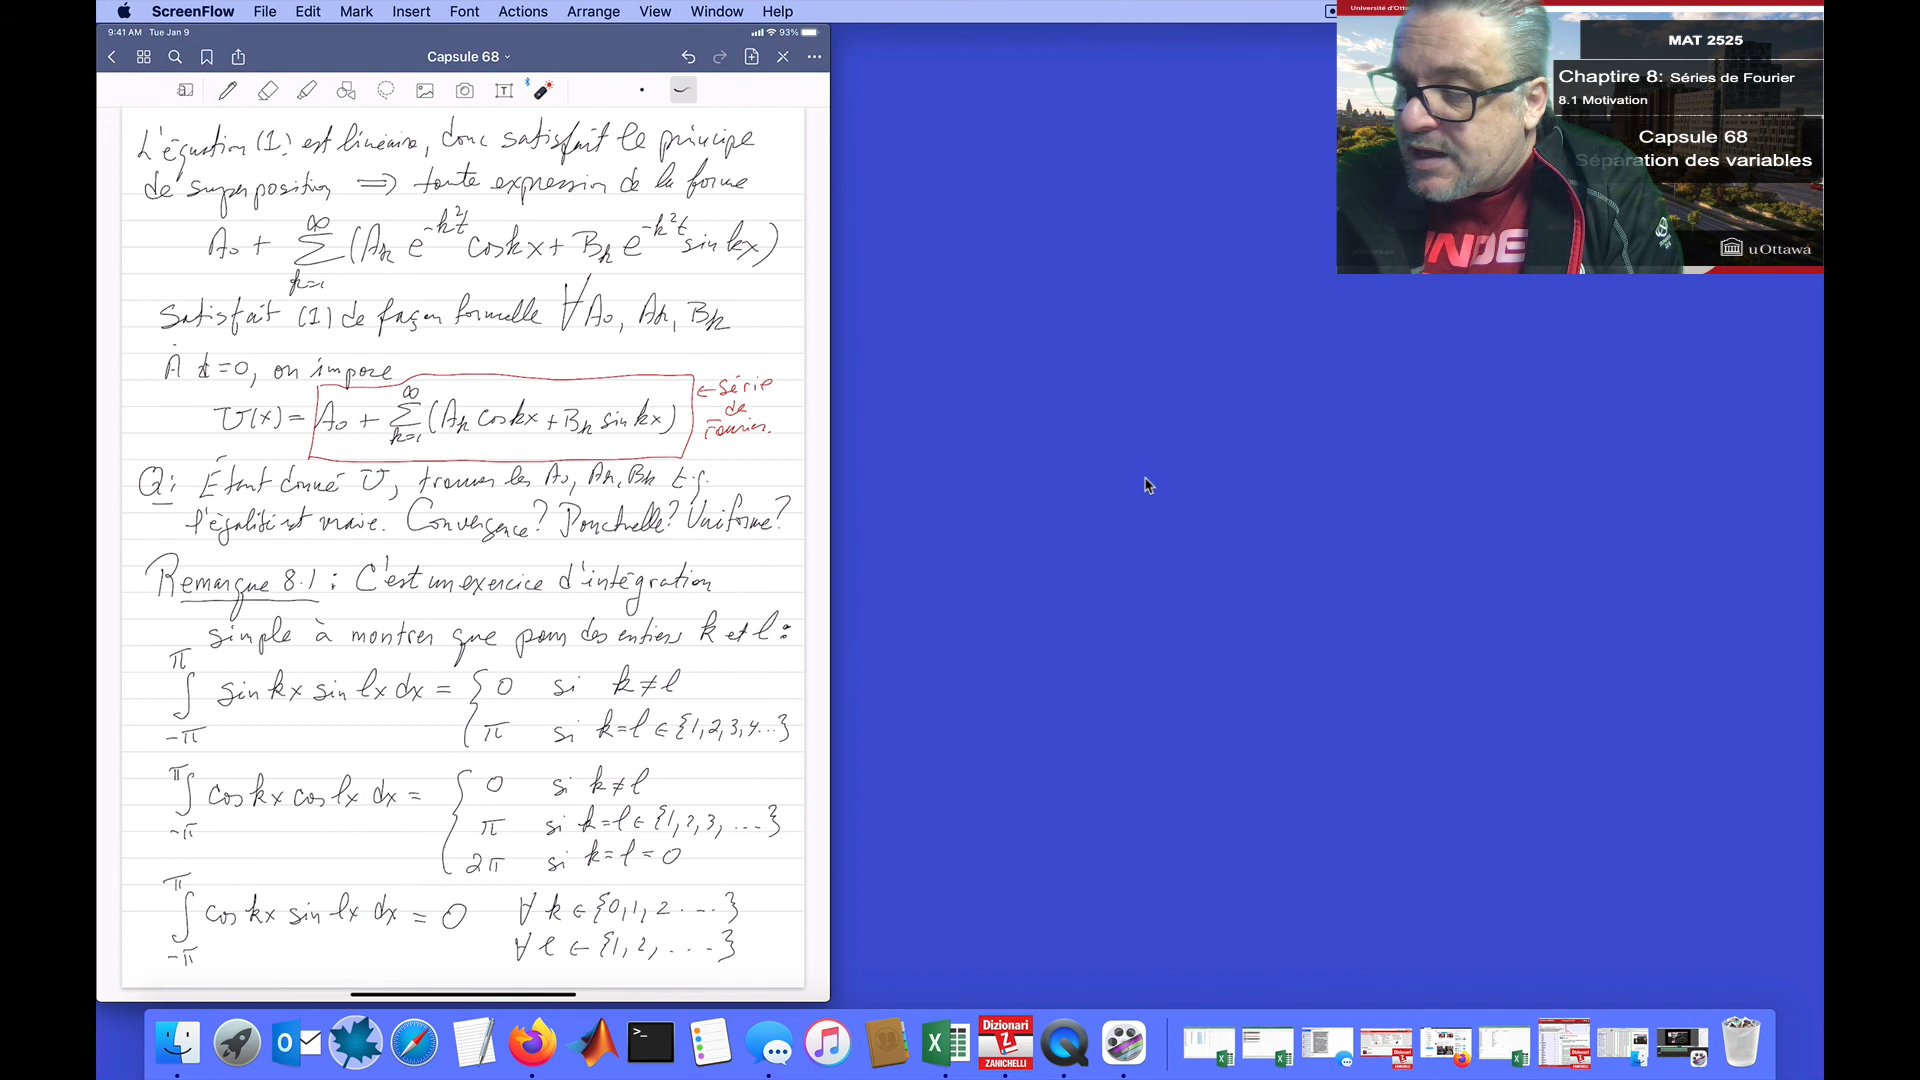 ScreenFlow File Edit Mark Insert Font Actions Arrange View Window Help
9:41 AM Tue Jan 9
93%
Capsule 68
L'équation (1) est linéaire, donc satisfait le principe
de superposition ⟹ toute expression de la forme
A₀ + ∑_{k=1}^{∞} (A_k e^{-k²t} cos kx + B_k e^{-k²t} sin kx)
satisfait (1) de façon formelle ∀ A₀, A_k, B_k
À t=0, on impose
U(x) = A₀ + ∑_{k=1}^{∞} (A_k cos kx + B_k sin kx)
← Série
de
Fourier.
Q: Étant donné U, trouver les A₀, A_k, B_k t.q.
l'égalité est vraie. Convergence? Ponctuelle? Uniforme?
Remarque 8.1 : C'est un exercice d'intégration
simple à montrer que pour des entiers k et l :
∫_{-π}^{π} sin kx sin lx dx = { 0 si k ≠ l
π si k = l ∈ {1,2,3,4...}
∫_{-π}^{π} cos kx cos lx dx = { 0 si k ≠ l
π si k = l ∈ {1,2,3,....}
2π si k = l = 0
∫_{-π}^{π} cos kx sin lx dx = 0 ∀ k ∈ {0,1,2....}
∀ l ∈ {1,2,.....}
Université d'Otta
MAT 2525
Chaptire 8: Séries de Fourier
8.1 Motivation
Capsule 68
Séparation des variables
uOttawa
Dizionari
Z
ZANICHELLI